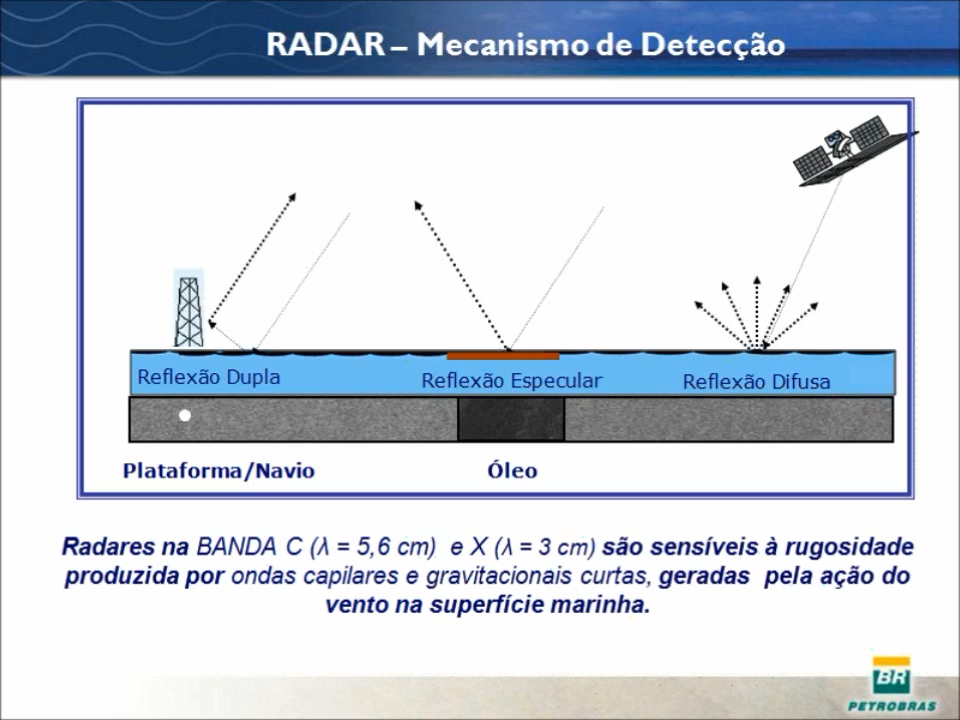 RADAR – Mecanismo de Detecção
Reflexão Dupla
Reflexão Especular
Reflexão Difusa
Plataforma/Navio
Óleo
Radares na BANDA C (λ = 5,6 cm) e X (λ = 3 cm) são sensíveis à rugosidade
produzida por ondas capilares e gravitacionais curtas, geradas pela ação do
vento na superfície marinha.
BR
PETROBRAS